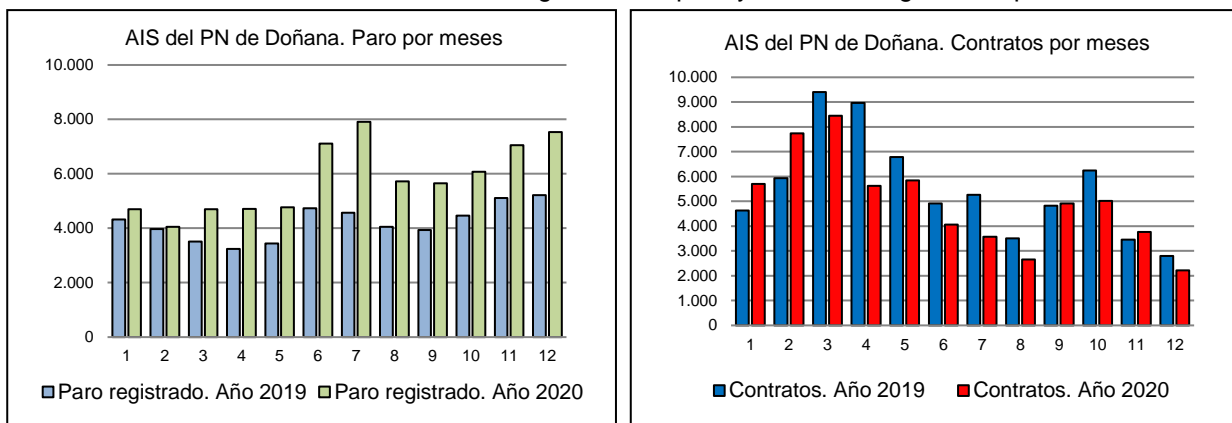 AIS del PN de Doñana. Paro por meses
10.000
8.000
6.000
4.000
2.000
0
1 2 3 4 5 6 7 8 9 10 11 12
Paro registrado. Año 2019 Paro registrado. Año 2020
AIS del PN de Doñana. Contratos por meses
10.000
9.000
8.000
7.000
6.000
5.000
4.000
3.000
2.000
1.000
0
1 2 3 4 5 6 7 8 9 10 11 12
Contratos. Año 2019 Contratos. Año 2020